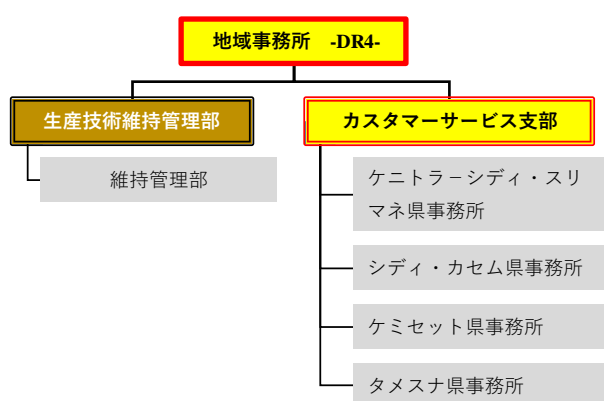 地域事務所　-DR4-
生産技術維持管理部
カスタマーサービス支部
維持管理部
ケニトラ－シディ・スリ
マネ県事務所
シディ・カセム県事務所
ケミセット県事務所
タメスナ県事務所